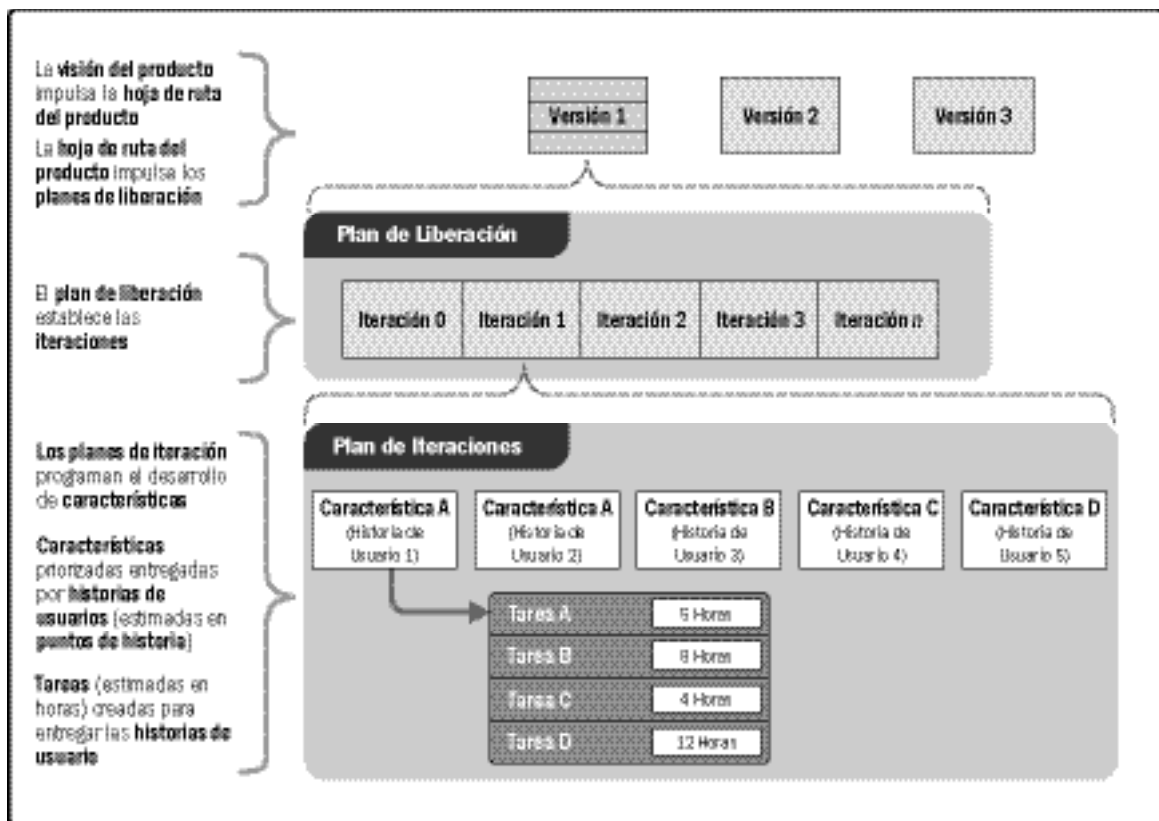 La visión del producto
impulsa la hoja de ruta
del producto
La hoja de ruta del
producto impulsa los
planes de liberación
Versión 1
Versión 2
Versión 3
Plan de Liberación
El plan de liberación
establece las
iteraciones
Iteración 0
Iteración 1
Iteración 2
Iteración 3
Iteración n
Plan de Iteraciones
Los planes de iteración
programan el desarrollo
de características
Características
priorizadas entregadas
por historias de
usuarios (estimadas en
puntos de historia)
Tareas (estimadas en
horas) creadas para
entregar las historias de
usuario
Característica A
(Historia de
Usuario 1)
Característica A
(Historia de
Usuario 2)
Característica B
(Historia de
Usuario 3)
Característica C
(Historia de
Usuario 4)
Característica D
(Historia de
Usuario 5)
Tarea A
5 Horas
Tarea B
8 Horas
Tarea C
4 Horas
Tarea D
12 Horas